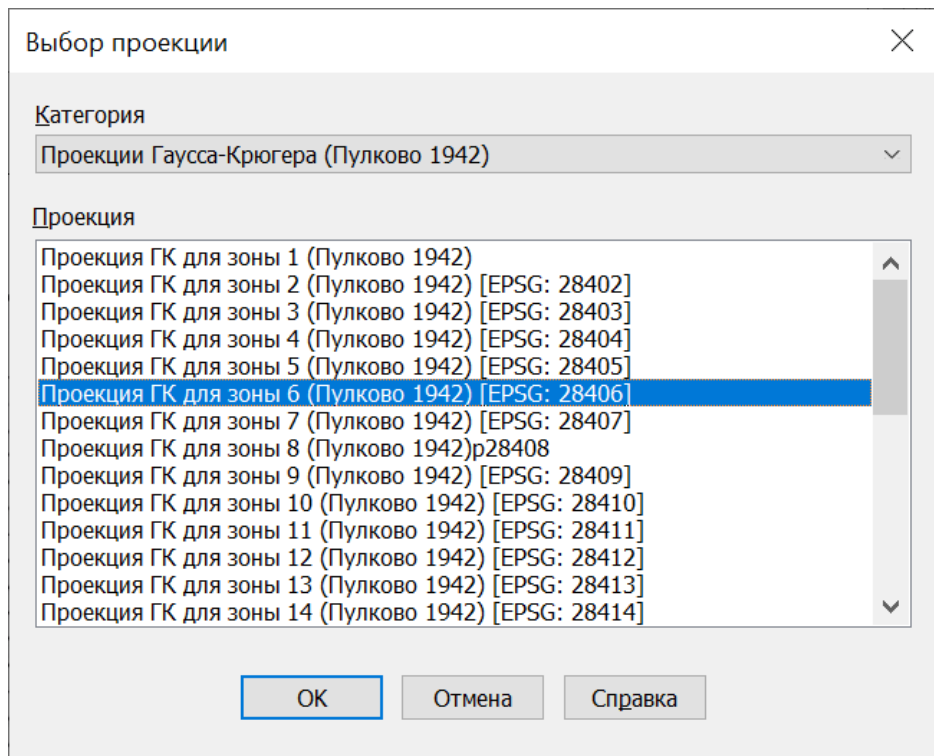 Выбор проекции
Категория
Проекции Гаусса-Крюгера (Пулково 1942)
Проекция
Проекция ГК для зоны 1 (Пулково 1942)
Проекция ГК для зоны 2 (Пулково 1942) [EPSG: 28402]
Проекция ГК для зоны 3 (Пулково 1942) [EPSG: 28403]
Проекция ГК для зоны 4 (Пулково 1942) [EPSG: 28404]
Проекция ГК для зоны 5 (Пулково 1942) [EPSG: 28405]
Проекция ГК для зоны 6 (Пулково 1942) [EPSG: 28406]
Проекция ГК для зоны 7 (Пулково 1942) [EPSG: 28407]
Проекция ГК для зоны 8 (Пулково 1942)p28408
Проекция ГК для зоны 9 (Пулково 1942) [EPSG: 28409]
Проекция ГК для зоны 10 (Пулково 1942) [EPSG: 28410]
Проекция ГК для зоны 11 (Пулково 1942) [EPSG: 28411]
Проекция ГК для зоны 12 (Пулково 1942) [EPSG: 28412]
Проекция ГК для зоны 13 (Пулково 1942) [EPSG: 28413]
Проекция ГК для зоны 14 (Пулково 1942) [EPSG: 28414]
OK Отмена Справка